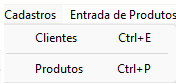 Cadastros Entrada de Produtos
Clientes Ctrl+E
Produtos Ctrl+P